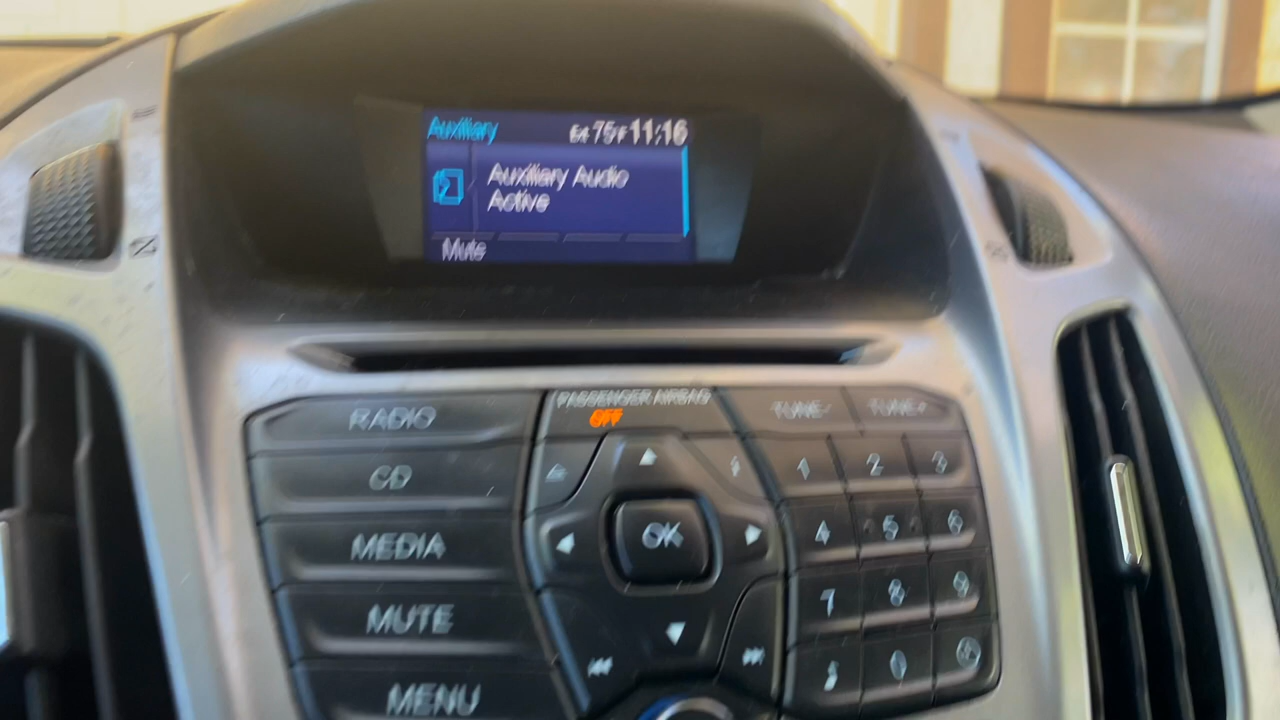 Auxiliary 75°F 11:16
Auxiliary Audio
Active
Mute
PASSENGER AIRBAG
OFF
RADIO
TUNE-
TUNE+
CD
1
2
3
OK
MEDIA
4
5
6
MUTE
7
8
9
MENU
0